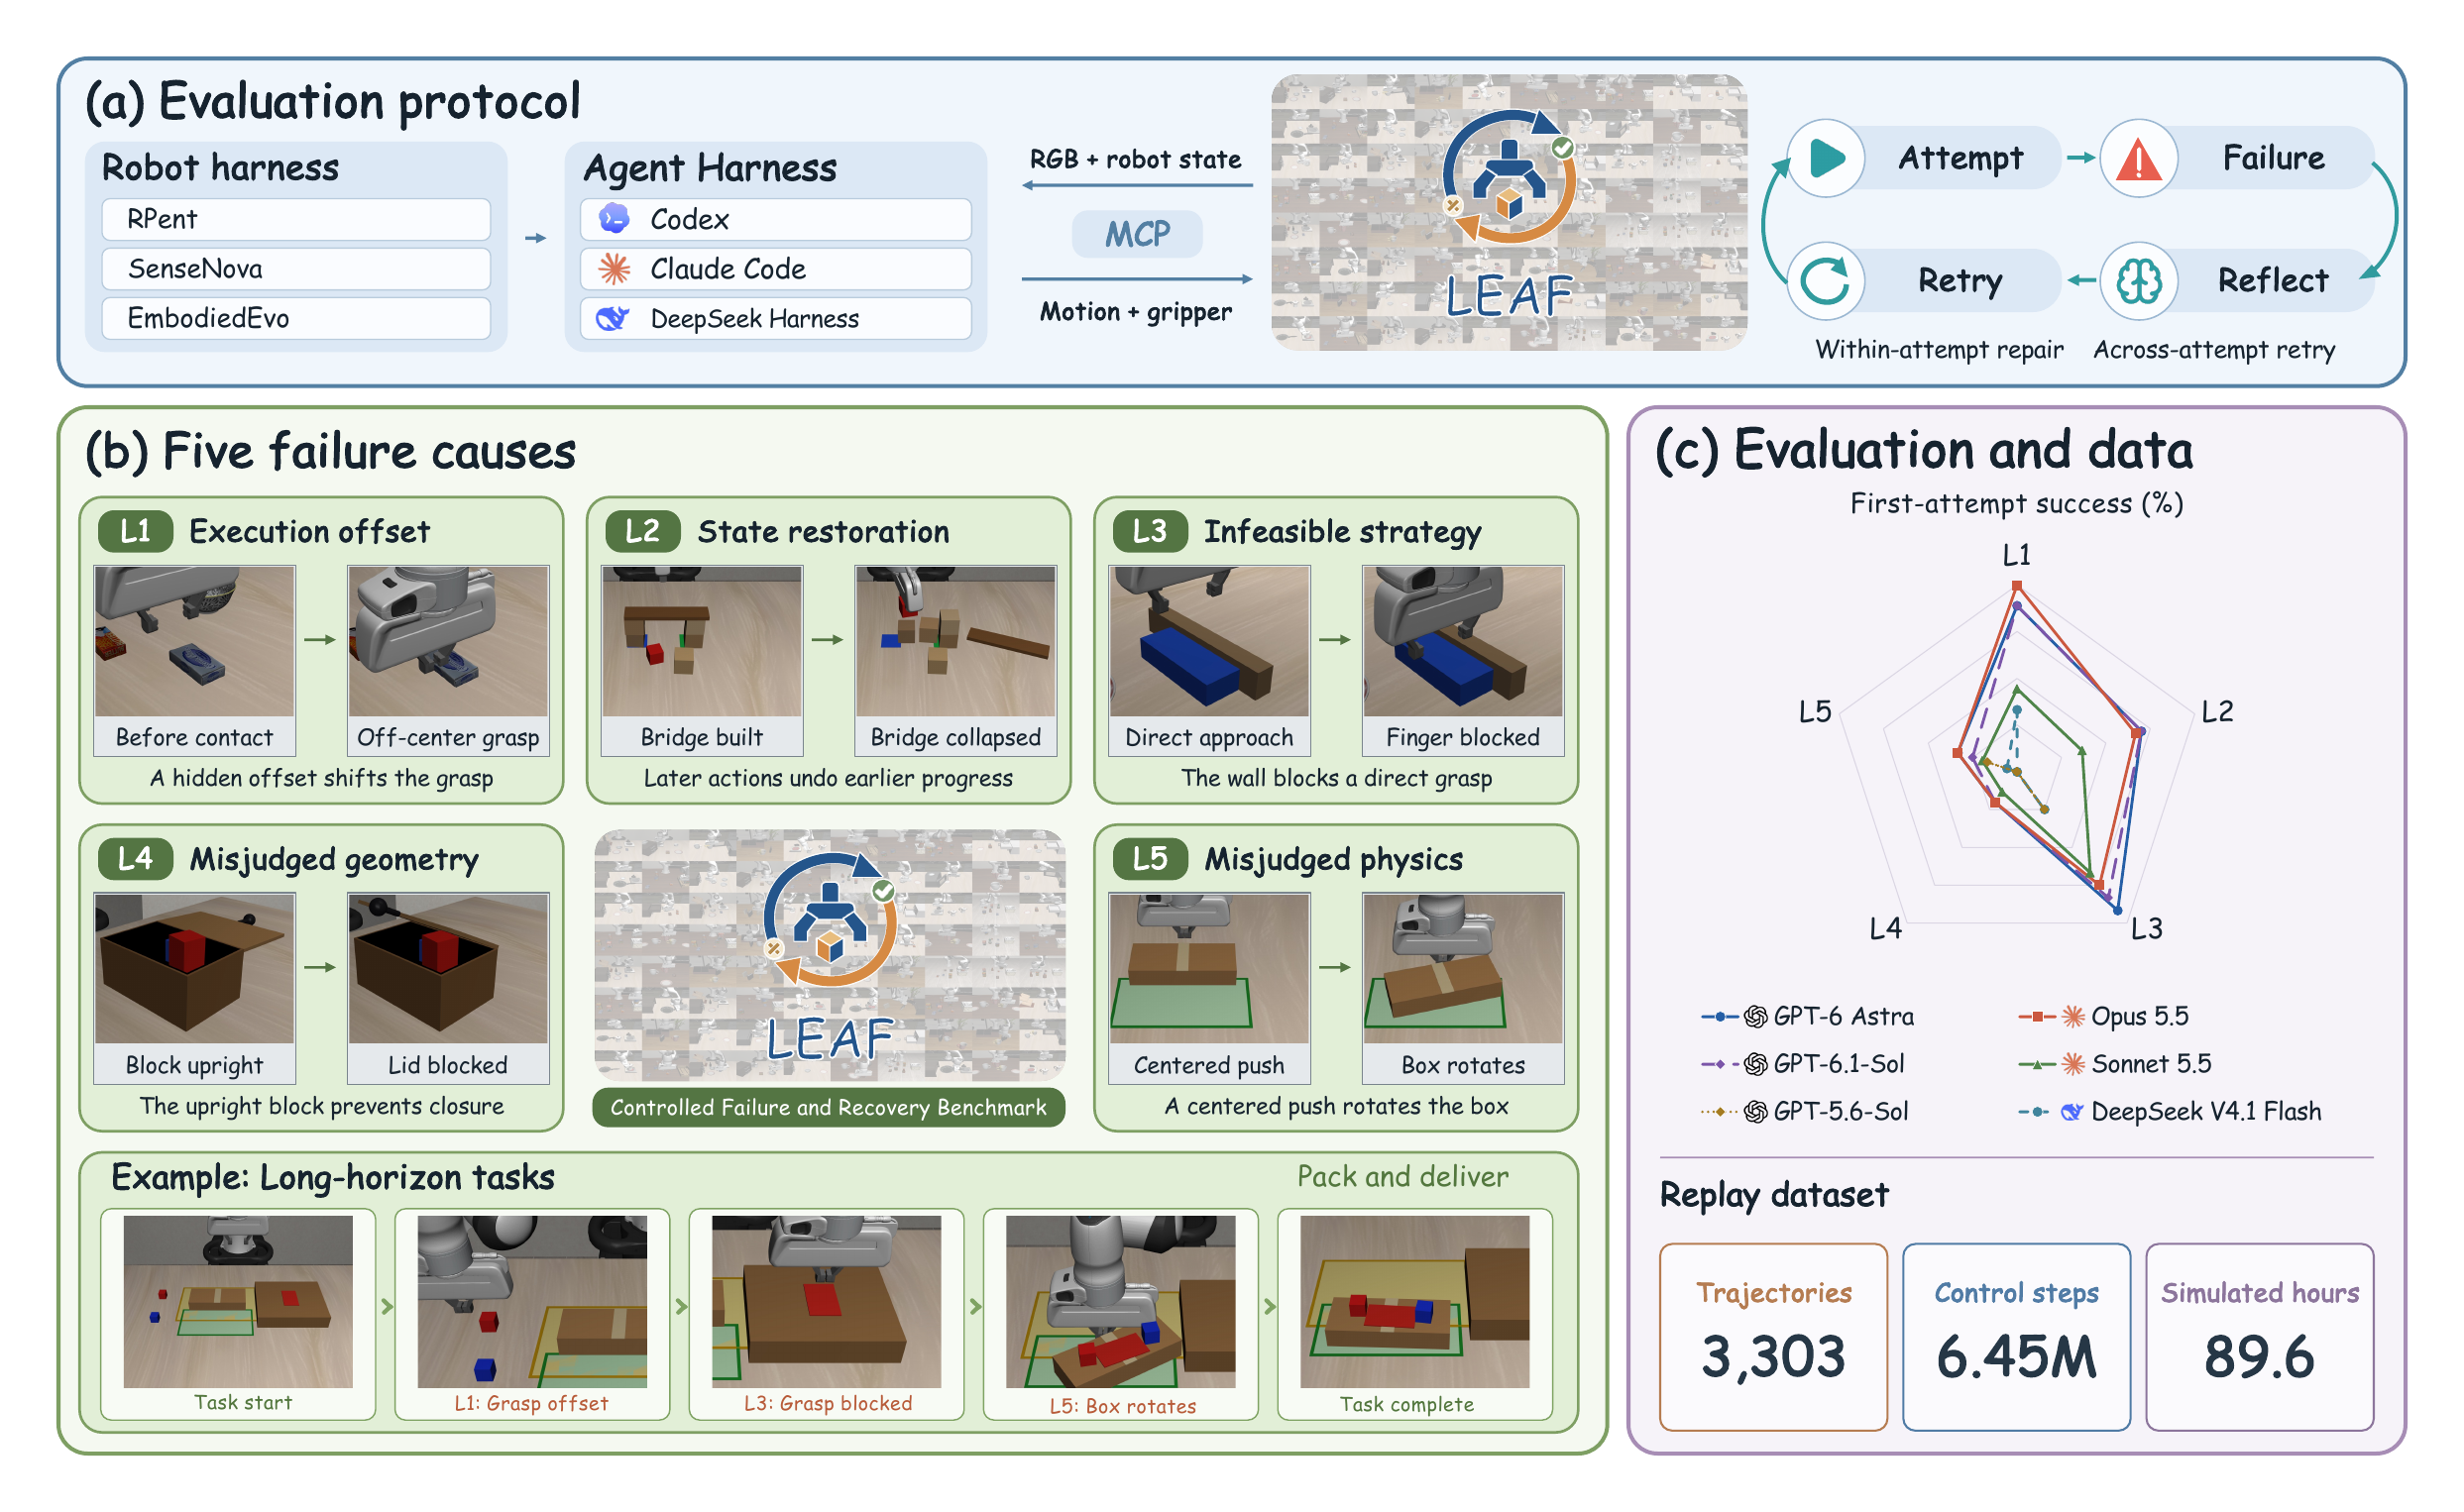 (a) Evaluation protocol
Robot harness
RPent
SenseNova
EmbodiedEvo
Agent Harness
Codex
Claude Code
DeepSeek Harness
RGB + robot state
MCP
Motion + gripper
LEAF
Attempt
Failure
Retry
Reflect
Within-attempt repair
Across-attempt retry
(b) Five failure causes
L1 Execution offset
Before contact
Off-center grasp
A hidden offset shifts the grasp
L2 State restoration
Bridge built
Bridge collapsed
Later actions undo earlier progress
L3 Infeasible strategy
Direct approach
Finger blocked
The wall blocks a direct grasp
L4 Misjudged geometry
Block upright
Lid blocked
The upright block prevents closure
LEAF
Controlled Failure and Recovery Benchmark
L5 Misjudged physics
Centered push
Box rotates
A centered push rotates the box
Example: Long-horizon tasks
Pack and deliver
Task start
L1: Grasp offset
L3: Grasp blocked
L5: Box rotates
Task complete
(c) Evaluation and data
First-attempt success (%)
L1
L5
L2
L4
L3
GPT-6 Astra
Opus 5.5
GPT-6.1-Sol
Sonnet 5.5
GPT-5.6-Sol
DeepSeek V4.1 Flash
Replay dataset
Trajectories
3,303
Control steps
6.45M
Simulated hours
89.6